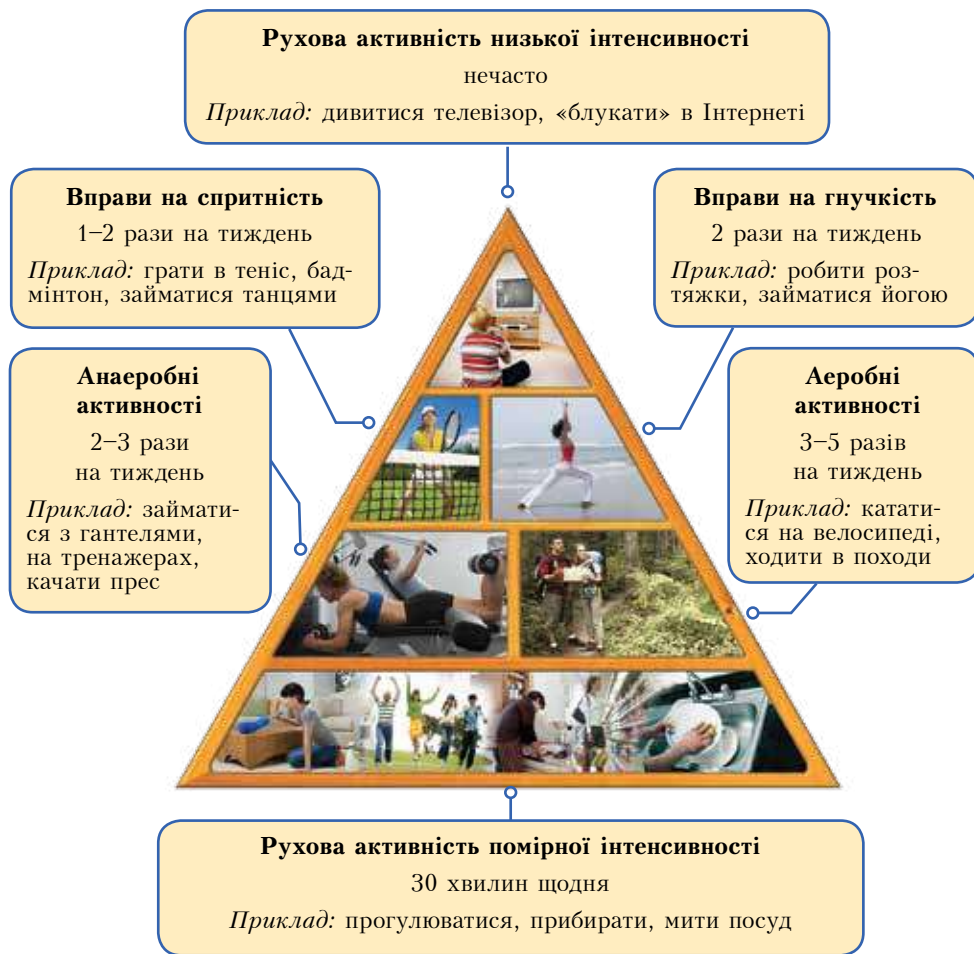 Рухова активність низької інтенсивності
нечасто
Приклад: дивитися телевізор, «блукати» в Інтернеті
Вправи на спритність
1–2 рази на тиждень
Приклад: грати в теніс, бад-
мінтон, займатися танцями
Вправи на гнучкість
2 рази на тиждень
Приклад: робити роз-
тяжки, займатися йогою
Анаеробні
активності
2–3 рази
на тиждень
Приклад: займати-
ся з гантелями,
на тренажерах,
качати прес
Аеробні
активності
3–5 разів
на тиждень
Приклад: ката­ти-
ся на велосипеді,
ходити в походи
Рухова активність помірної інтенсивності
30 хвилин щодня
Приклад: прогулюватися, прибирати, мити посуд